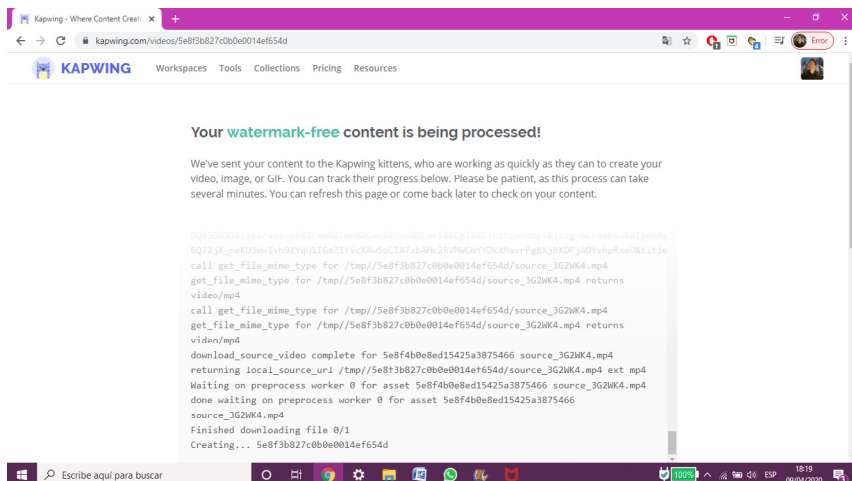 Kapwing - Where Content Creati
kapwing.com/videos/5e8f3b827c0b0e0014ef654d
Error
KAPWING
Workspaces Tools Collections Pricing Resources
Your watermark-free content is being processed!
We've sent your content to the Kapwing kittens, who are working as quickly as they can to create your
video, image, or GIF. You can track their progress below. Please be patient, as this process can take
several minutes. You can refresh this page or come back later to check on your content.
call get_file_mime_type for /tmp//5e8f3b827c0b0e0014ef654d/source_3G2WK4.mp4
get_file_mime_type for /tmp//5e8f3b827c0b0e0014ef654d/source_3G2WK4.mp4 returns
video/mp4
call get_file_mime_type for /tmp//5e8f3b827c0b0e0014ef654d/source_3G2WK4.mp4
get_file_mime_type for /tmp//5e8f3b827c0b0e0014ef654d/source_3G2WK4.mp4 returns
video/mp4
download_source_video complete for 5e8f4b0e8ed15425a3875466 source_3G2WK4.mp4
returning local_source_url /tmp//5e8f3b827c0b0e0014ef654d/source_3G2WK4.mp4 ext mp4
Waiting on preprocess worker 0 for asset 5e8f4b0e8ed15425a3875466 source_3G2WK4.mp4
done waiting on preprocess worker 0 for asset 5e8f4b0e8ed15425a3875466
source_3G2WK4.mp4
Finished downloading file 0/1
Creating... 5e8f3b827c0b0e0014ef654d
Escribe aquí para buscar
100%
ESP
18:19
09/04/2020